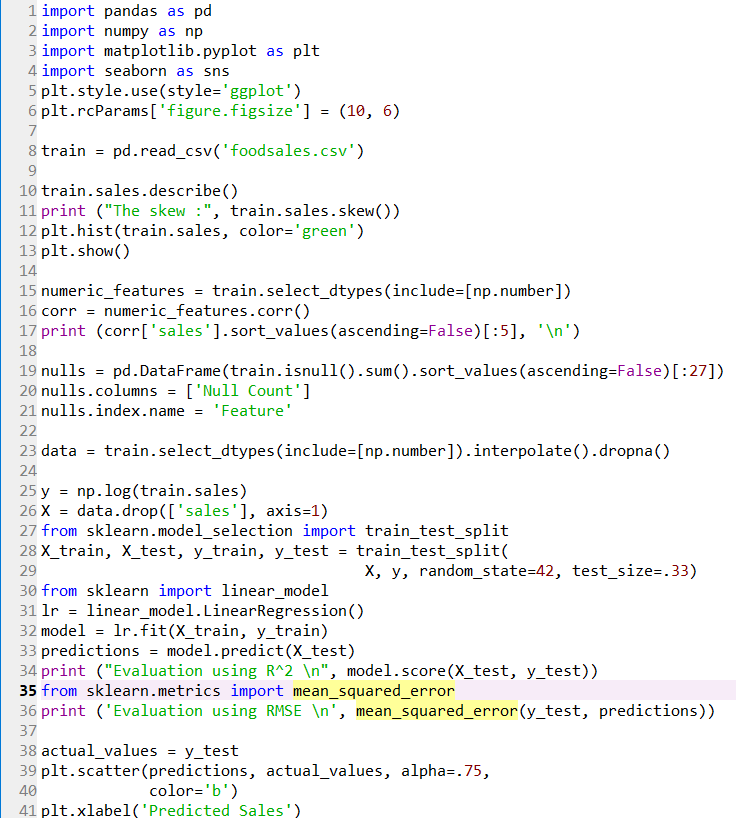 1 import pandas as pd
2 import numpy as np
3 import matplotlib.pyplot as plt
4 import seaborn as sns
5 plt.style.use(style='ggplot')
6 plt.rcParams['figure.figsize'] = (10, 6)
7
8 train = pd.read_csv('foodsales.csv')
9
10 train.sales.describe()
11 print ("The skew :", train.sales.skew())
12 plt.hist(train.sales, color='green')
13 plt.show()
14
15 numeric_features = train.select_dtypes(include=[np.number])
16 corr = numeric_features.corr()
17 print (corr['sales'].sort_values(ascending=False)[:5], '\n')
18
19 nulls = pd.DataFrame(train.isnull().sum().sort_values(ascending=False)[:27])
20 nulls.columns = ['Null Count']
21 nulls.index.name = 'Feature'
22
23 data = train.select_dtypes(include=[np.number]).interpolate().dropna()
24
25 y = np.log(train.sales)
26 X = data.drop(['sales'], axis=1)
27 from sklearn.model_selection import train_test_split
28 X_train, X_test, y_train, y_test = train_test_split(
29                                     X, y, random_state=42, test_size=.33)
30 from sklearn import linear_model
31 lr = linear_model.LinearRegression()
32 model = lr.fit(X_train, y_train)
33 predictions = model.predict(X_test)
34 print ("Evaluation using R^2 \n", model.score(X_test, y_test))
35 from sklearn.metrics import mean_squared_error
36 print ('Evaluation using RMSE \n', mean_squared_error(y_test, predictions))
37
38 actual_values = y_test
39 plt.scatter(predictions, actual_values, alpha=.75,
40             color='b')
41 plt.xlabel('Predicted Sales')